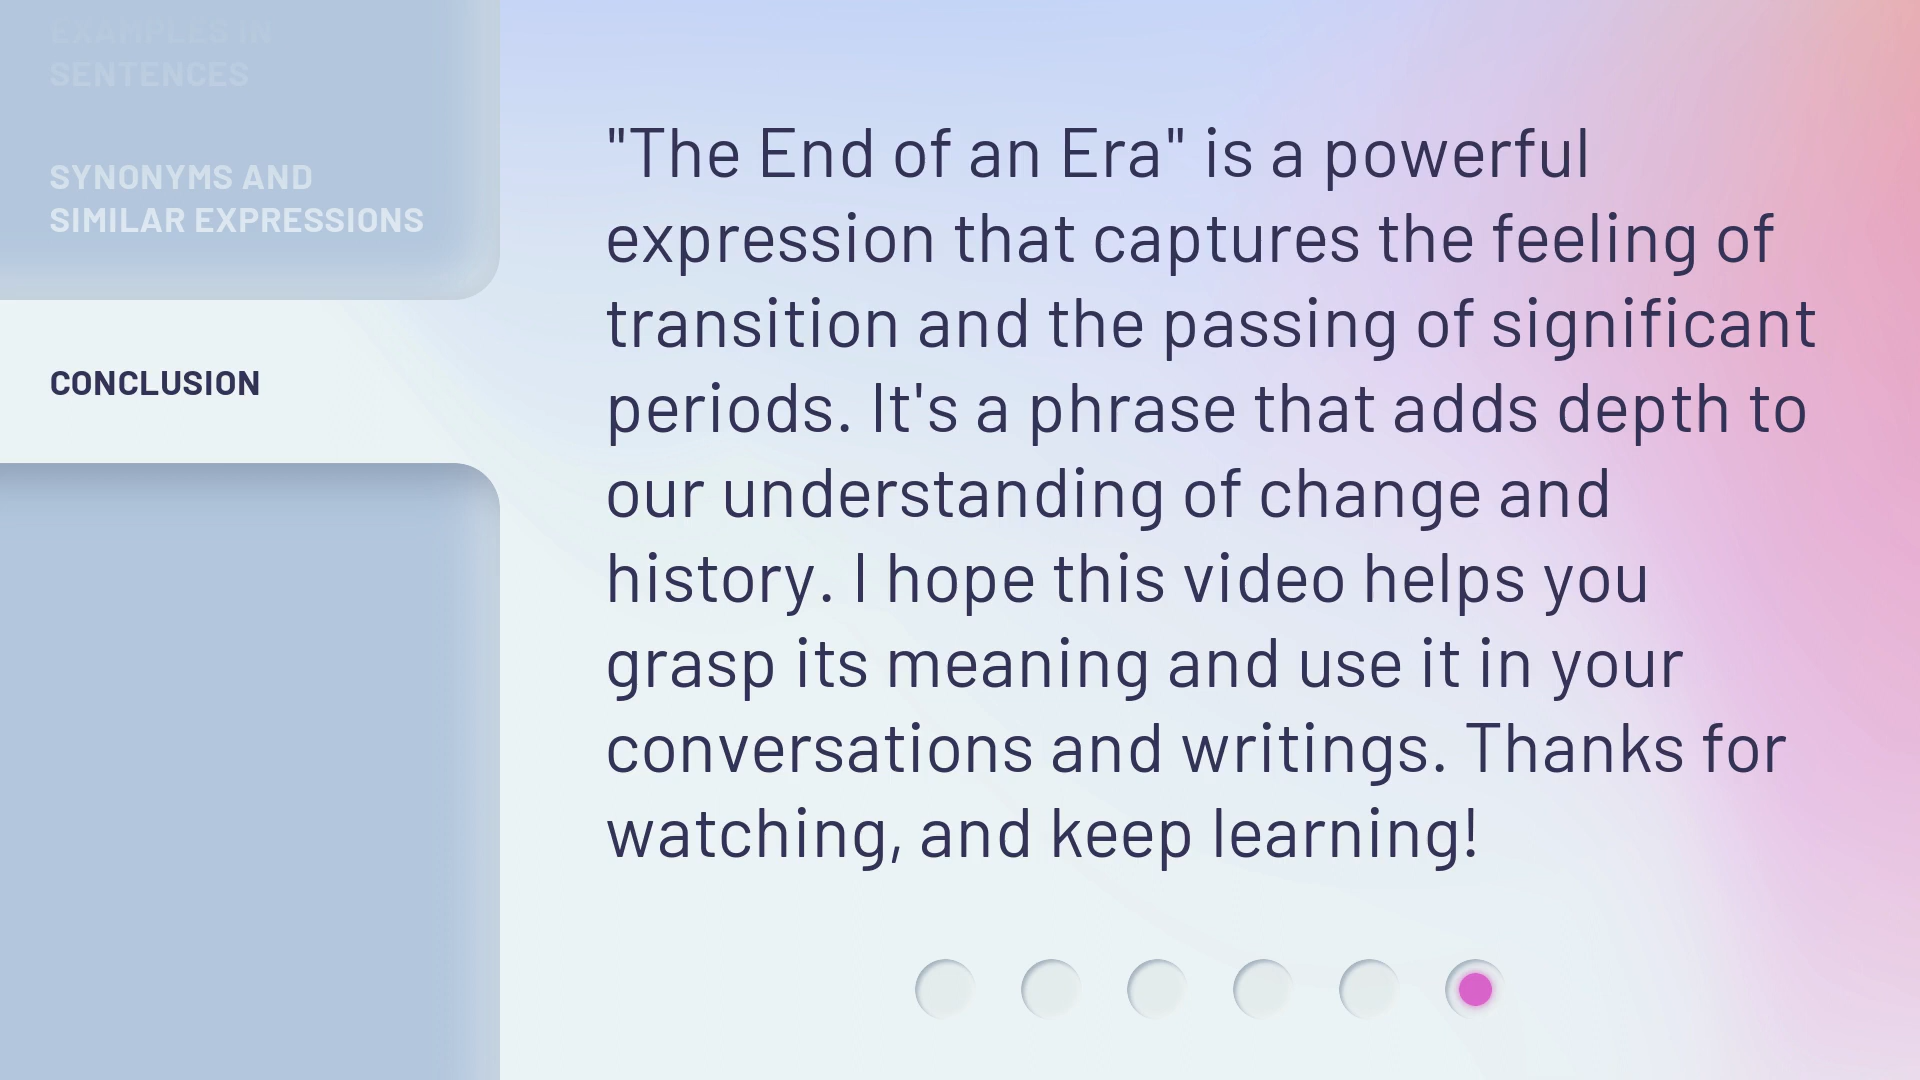 EXAMPLES IN
SENTENCES
SYNONYMS AND
SIMILAR EXPRESSIONS
CONCLUSION
"The End of an Era" is a powerful
expression that captures the feeling of
transition and the passing of significant
periods. It's a phrase that adds depth to
our understanding of change and
history. I hope this video helps you
grasp its meaning and use it in your
conversations and writings. Thanks for
watching, and keep learning!